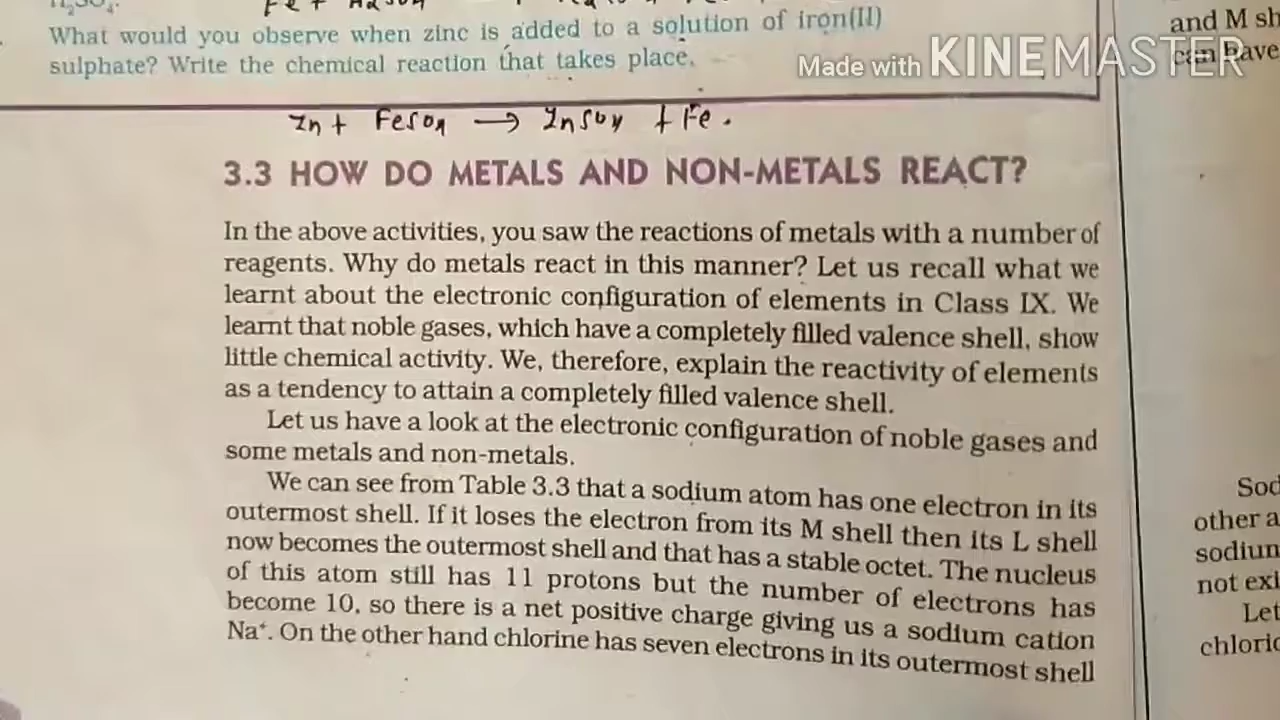 H₂SO₄.
What would you observe when zinc is added to a solution of iron(II)
sulphate? Write the chemical reaction that takes place.
Made with KINEMASTER
Zn + FeSO4 → ZnSO4 + Fe.
3.3 HOW DO METALS AND NON-METALS REACT?
In the above activities, you saw the reactions of metals with a number of
reagents. Why do metals react in this manner? Let us recall what we
learnt about the electronic configuration of elements in Class IX. We
learnt that noble gases, which have a completely filled valence shell, show
little chemical activity. We, therefore, explain the reactivity of elements
as a tendency to attain a completely filled valence shell.
Let us have a look at the electronic configuration of noble gases and
some metals and non-metals.
We can see from Table 3.3 that a sodium atom has one electron in its
outermost shell. If it loses the electron from its M shell then its L shell
now becomes the outermost shell and that has a stable octet. The nucleus
of this atom still has 11 protons but the number of electrons has
become 10, so there is a net positive charge giving us a sodium cation
Na⁺. On the other hand chlorine has seven electrons in its outermost shell
and M sh
can have
Sod
other a
sodiun
not exi
Let
chloric